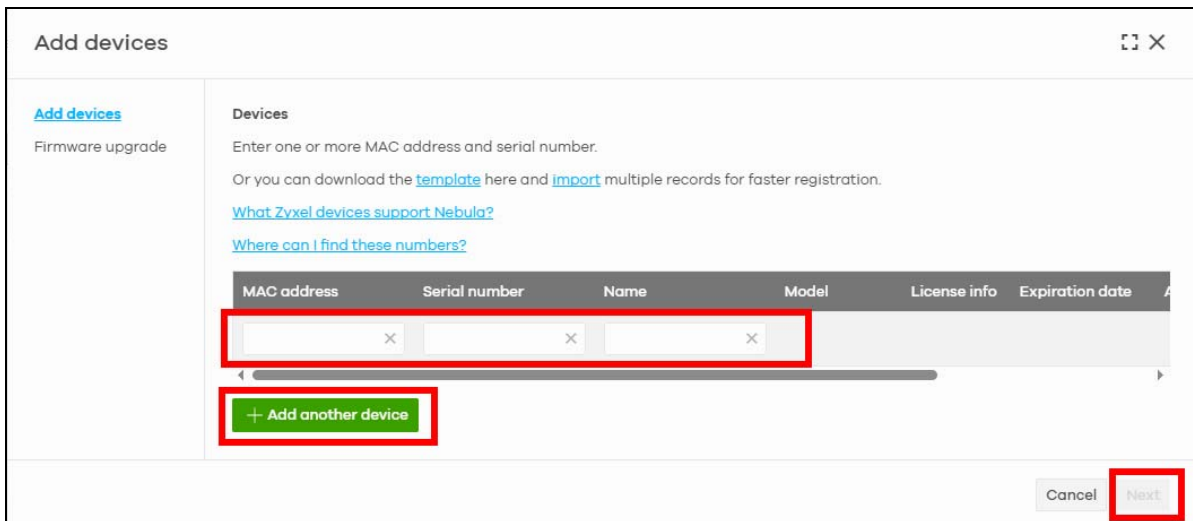 Add devices
Add devices
Firmware upgrade
Devices
Enter one or more MAC address and serial number.
Or you can download the template here and import multiple records for faster registration.
What Zyxel devices support Nebula?
Where can I find these numbers?
MAC address Serial number Name Model License info Expiration date
+ Add another device
Cancel Next